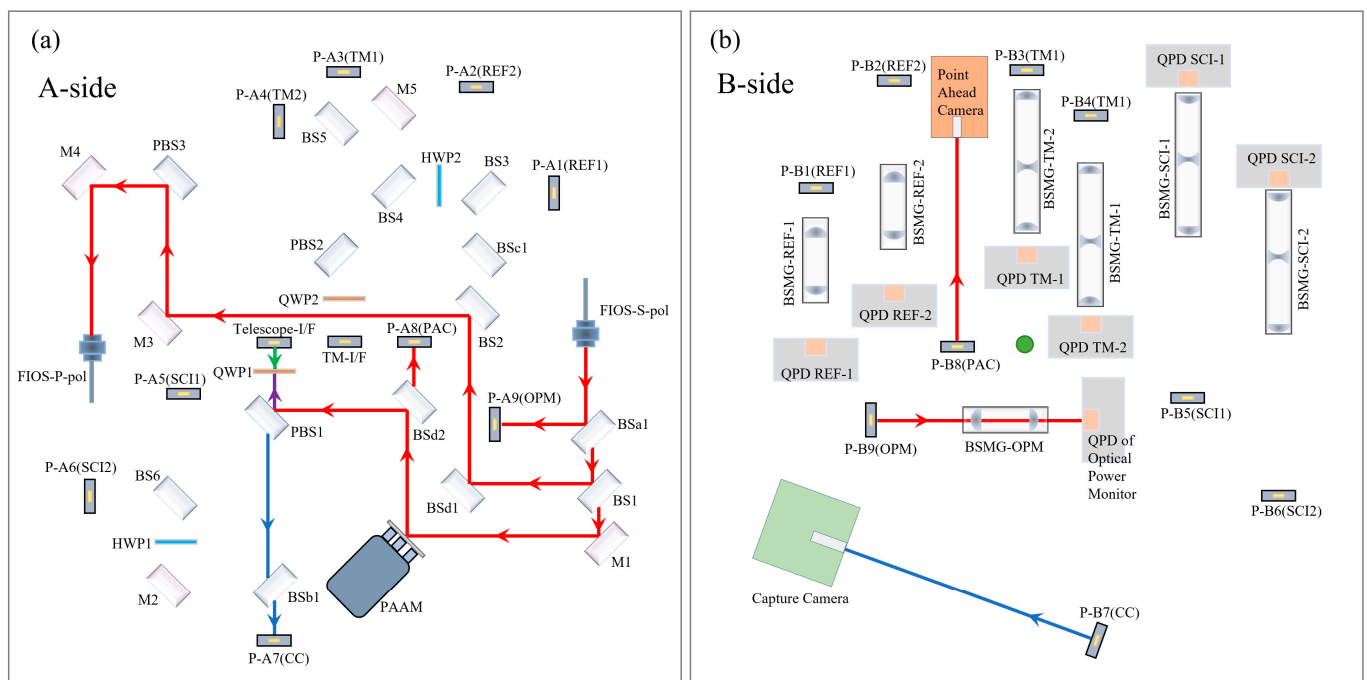 (a)
A-side
P-A3(TM1)
P-A2(REF2)
M5
P-A4(TM2)
BS5
M4
PBS3
HWP2
BS3
P-A1(REF1)
BS4
PBS2
BSc1
QWP2
FIOS-S-pol
BS2
M3
Telescope-I/F
P-A8(PAC)
TM-I/F
FIOS-P-pol
P-A5(SCI1)
QWP1
P-A9(OPM)
PBS1
BSd2
BSa1
P-A6(SCI2)
BS6
BSd1
BS1
HWP1
M1
M2
BSb1
PAAM
P-A7(CC)
(b)
B-side
P-B2(REF2)
Point
Ahead
Camera
P-B3(TM1)
QPD SCI-1
P-B4(TM1)
BSMG-TM-2
BSMG-SCI-1
QPD SCI-2
P-B1(REF1)
BSMG-REF-2
BSMG-REF-1
BSMG-TM-1
BSMG-SCI-2
QPD TM-1
QPD REF-2
QPD TM-2
P-B8(PAC)
QPD REF-1
P-B5(SCI1)
P-B9(OPM)
BSMG-OPM
QPD of
Optical
Power
Monitor
P-B6(SCI2)
Capture Camera
P-B7(CC)